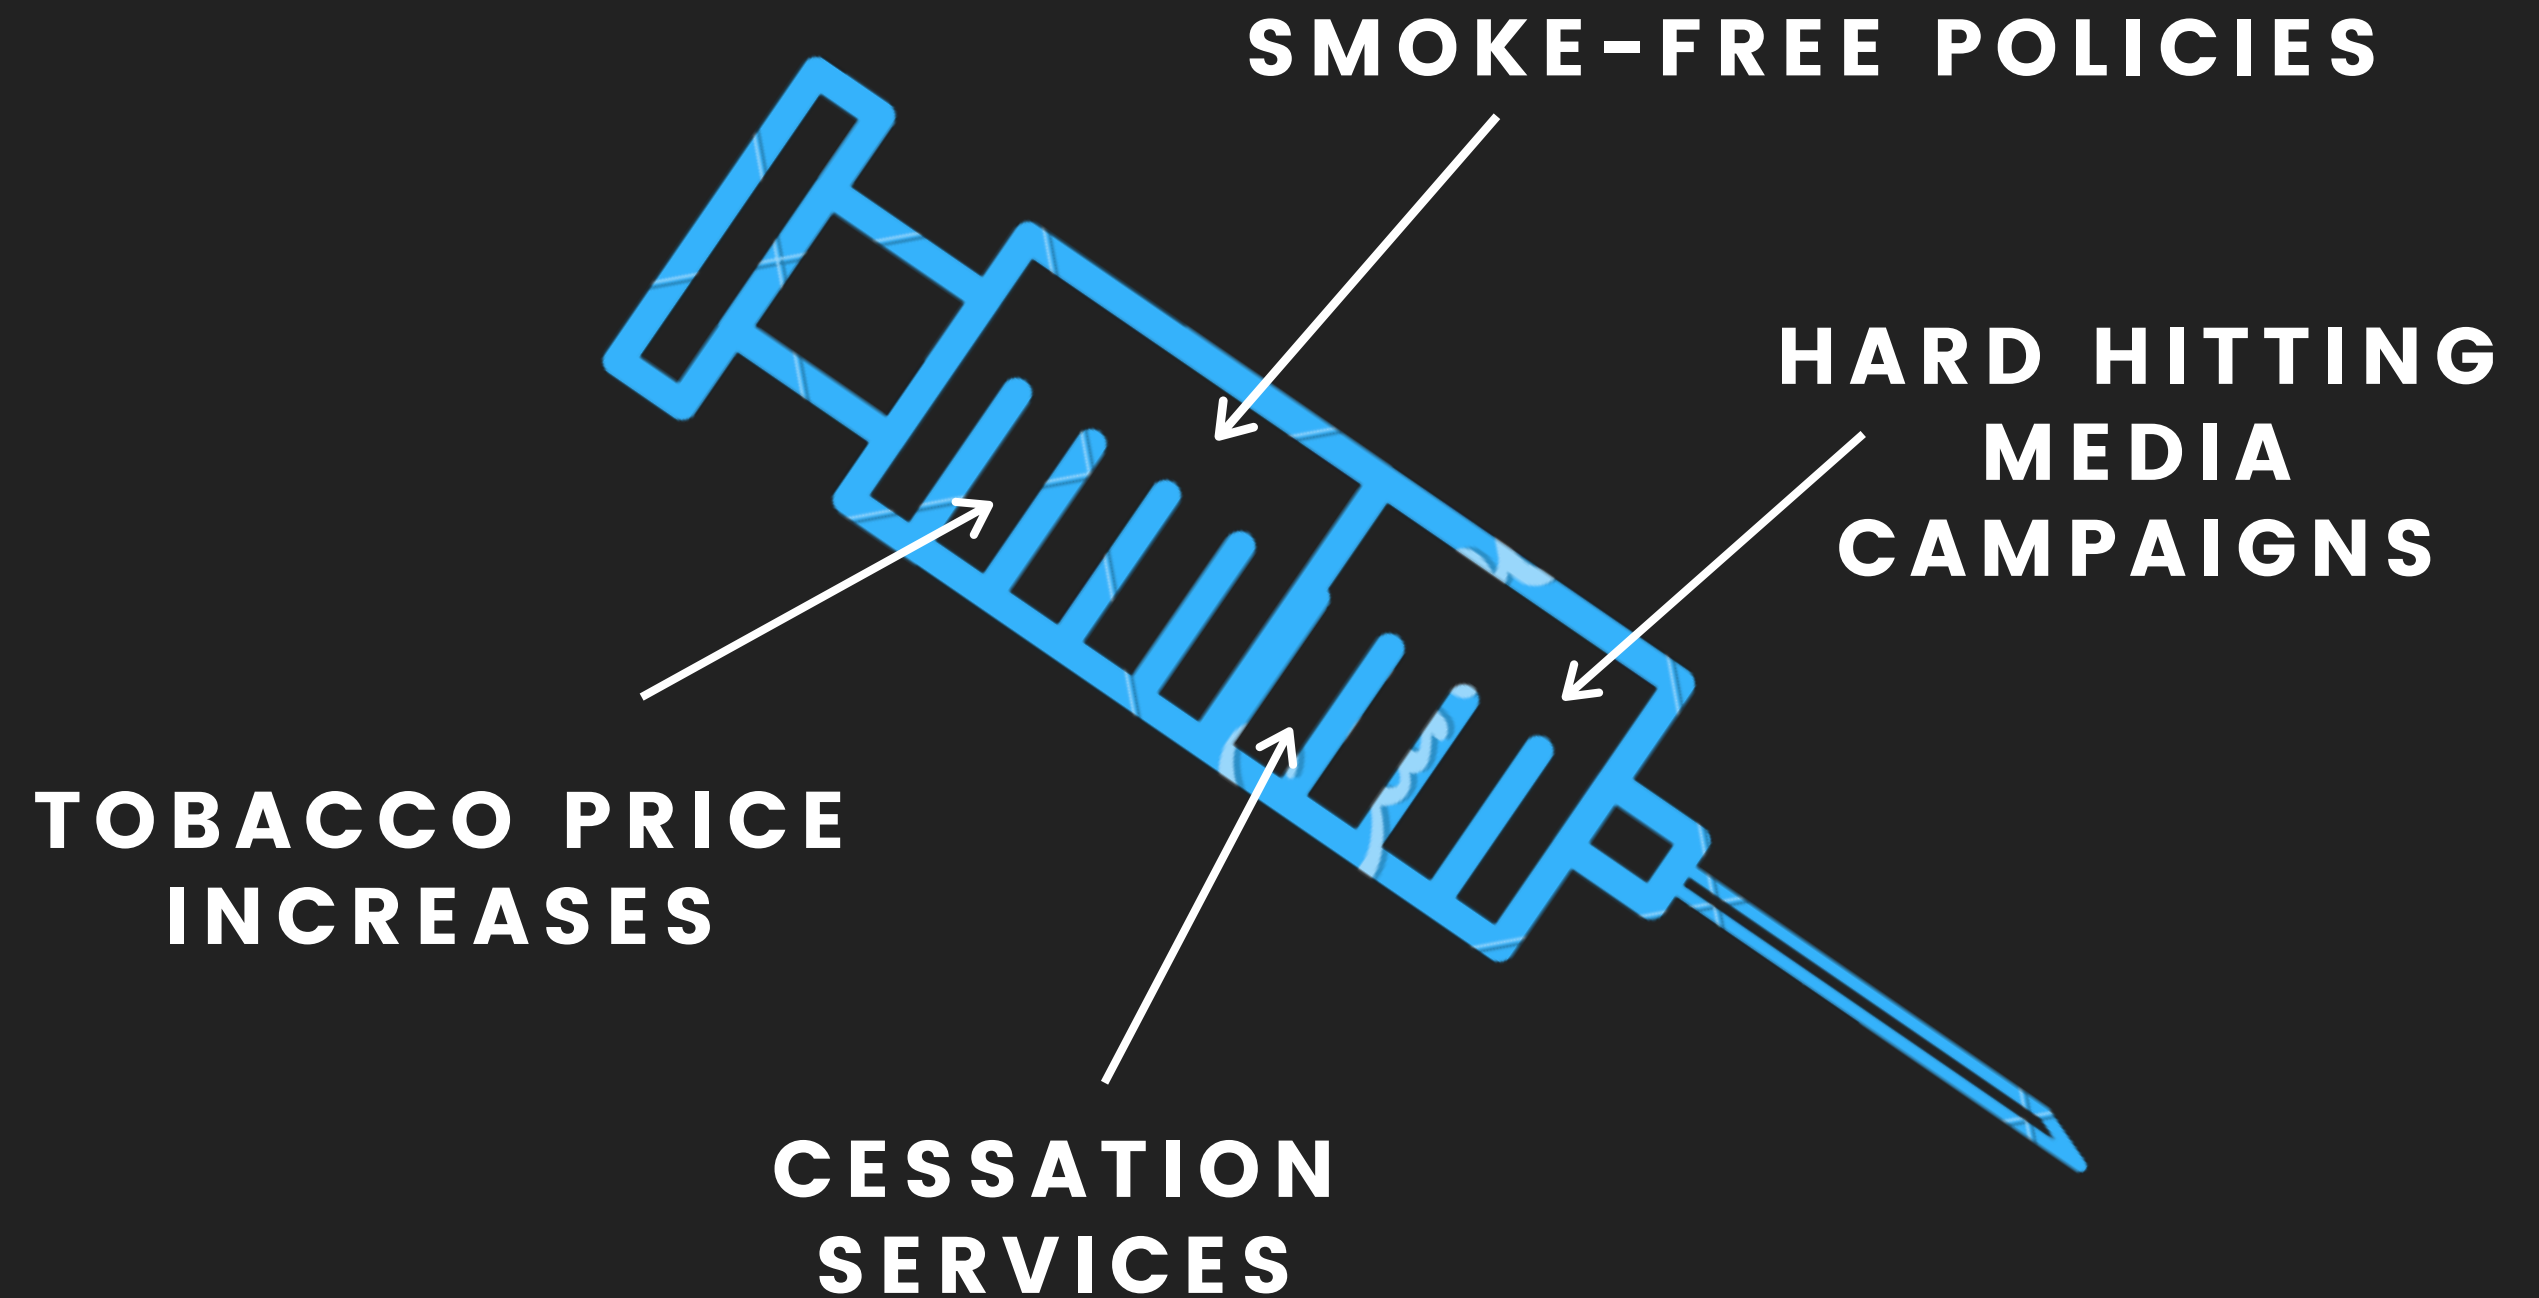 SMOKE-FREE POLICIES
HARD HITTING
MEDIA
CAMPAIGNS
TOBACCO PRICE
INCREASES
CESSATION
SERVICES